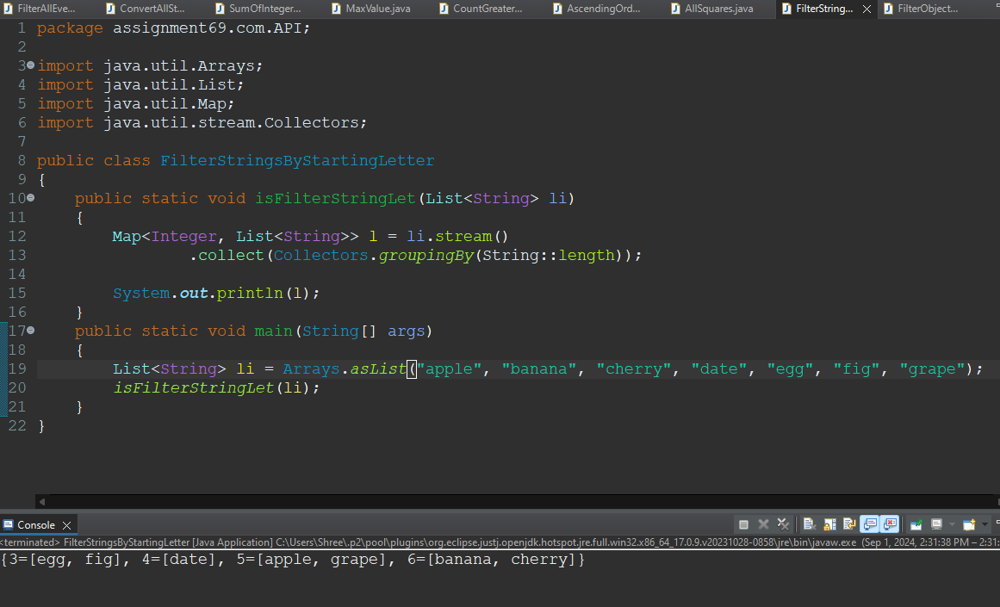 FilterAllEve... ConvertAllSt... SumOfInteger... MaxValue.java CountGreater... AscendingOrd... AllSquares.java FilterString... FilterObject...
1 package assignment69.com.API;
2
3 import java.util.Arrays;
4 import java.util.List;
5 import java.util.Map;
6 import java.util.stream.Collectors;
7
8 public class FilterStringsByStartingLetter
9 {
10 public static void isFilterStringLet(List<String> li)
11 {
12 Map<Integer, List<String>> l = li.stream()
13 .collect(Collectors.groupingBy(String::length));
14
15 System.out.println(l);
16 }
17 public static void main(String[] args)
18 {
19 List<String> li = Arrays.asList("apple", "banana", "cherry", "date", "egg", "fig", "grape");
20 isFilterStringLet(li);
21 }
22 }
Console
<terminated> FilterStringsByStartingLetter [Java Application] C:\Users\Shree\.p2\pool\plugins\org.eclipse.justj.openjdk.hotspot.jre.full.win32.x86_64_17.0.9.v20231028-0858\jre\bin\javaw.exe (Sep 1, 2024, 2:31:38 PM – 2:31:
{3=[egg, fig], 4=[date], 5=[apple, grape], 6=[banana, cherry]}